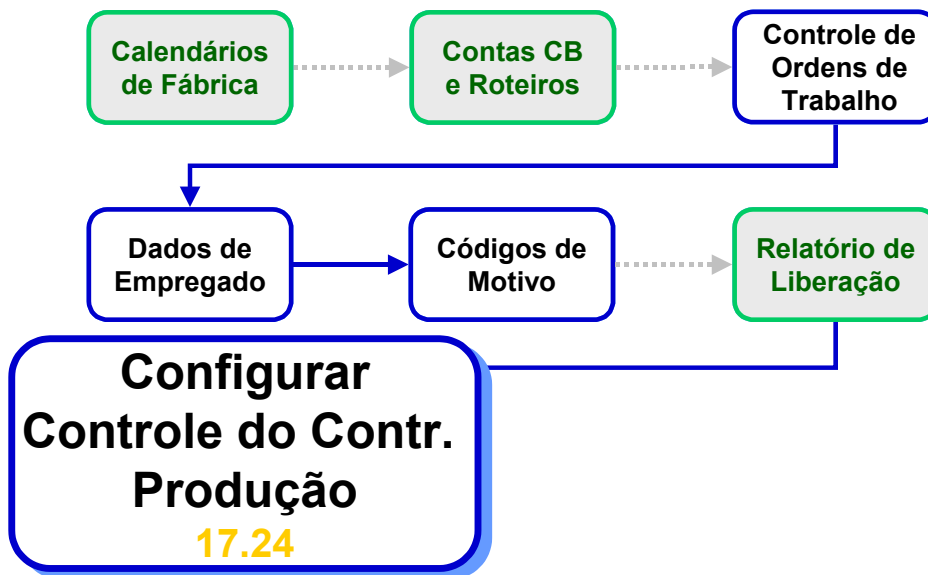 Calendários
de Fábrica
Contas CB
e Roteiros
Controle de
Ordens de
Trabalho
Dados de
Empregado
Códigos de
Motivo
Relatório de
Liberação
Configurar
Controle do Contr.
Produção
17.24